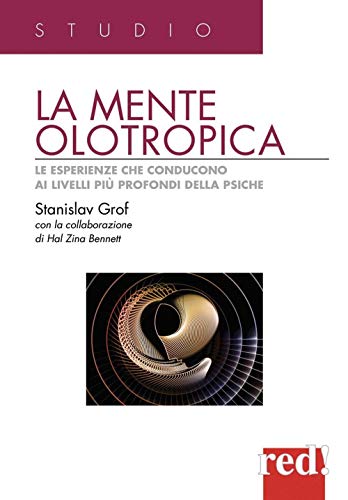 STUDIO
LA MENTE
OLOTROPICA
LE ESPERIENZE CHE CONDUCONO
AI LIVELLI PIÙ PROFONDI DELLA PSICHE
Stanislav Grof
con la collaborazione
di Hal Zina Bennett
red!